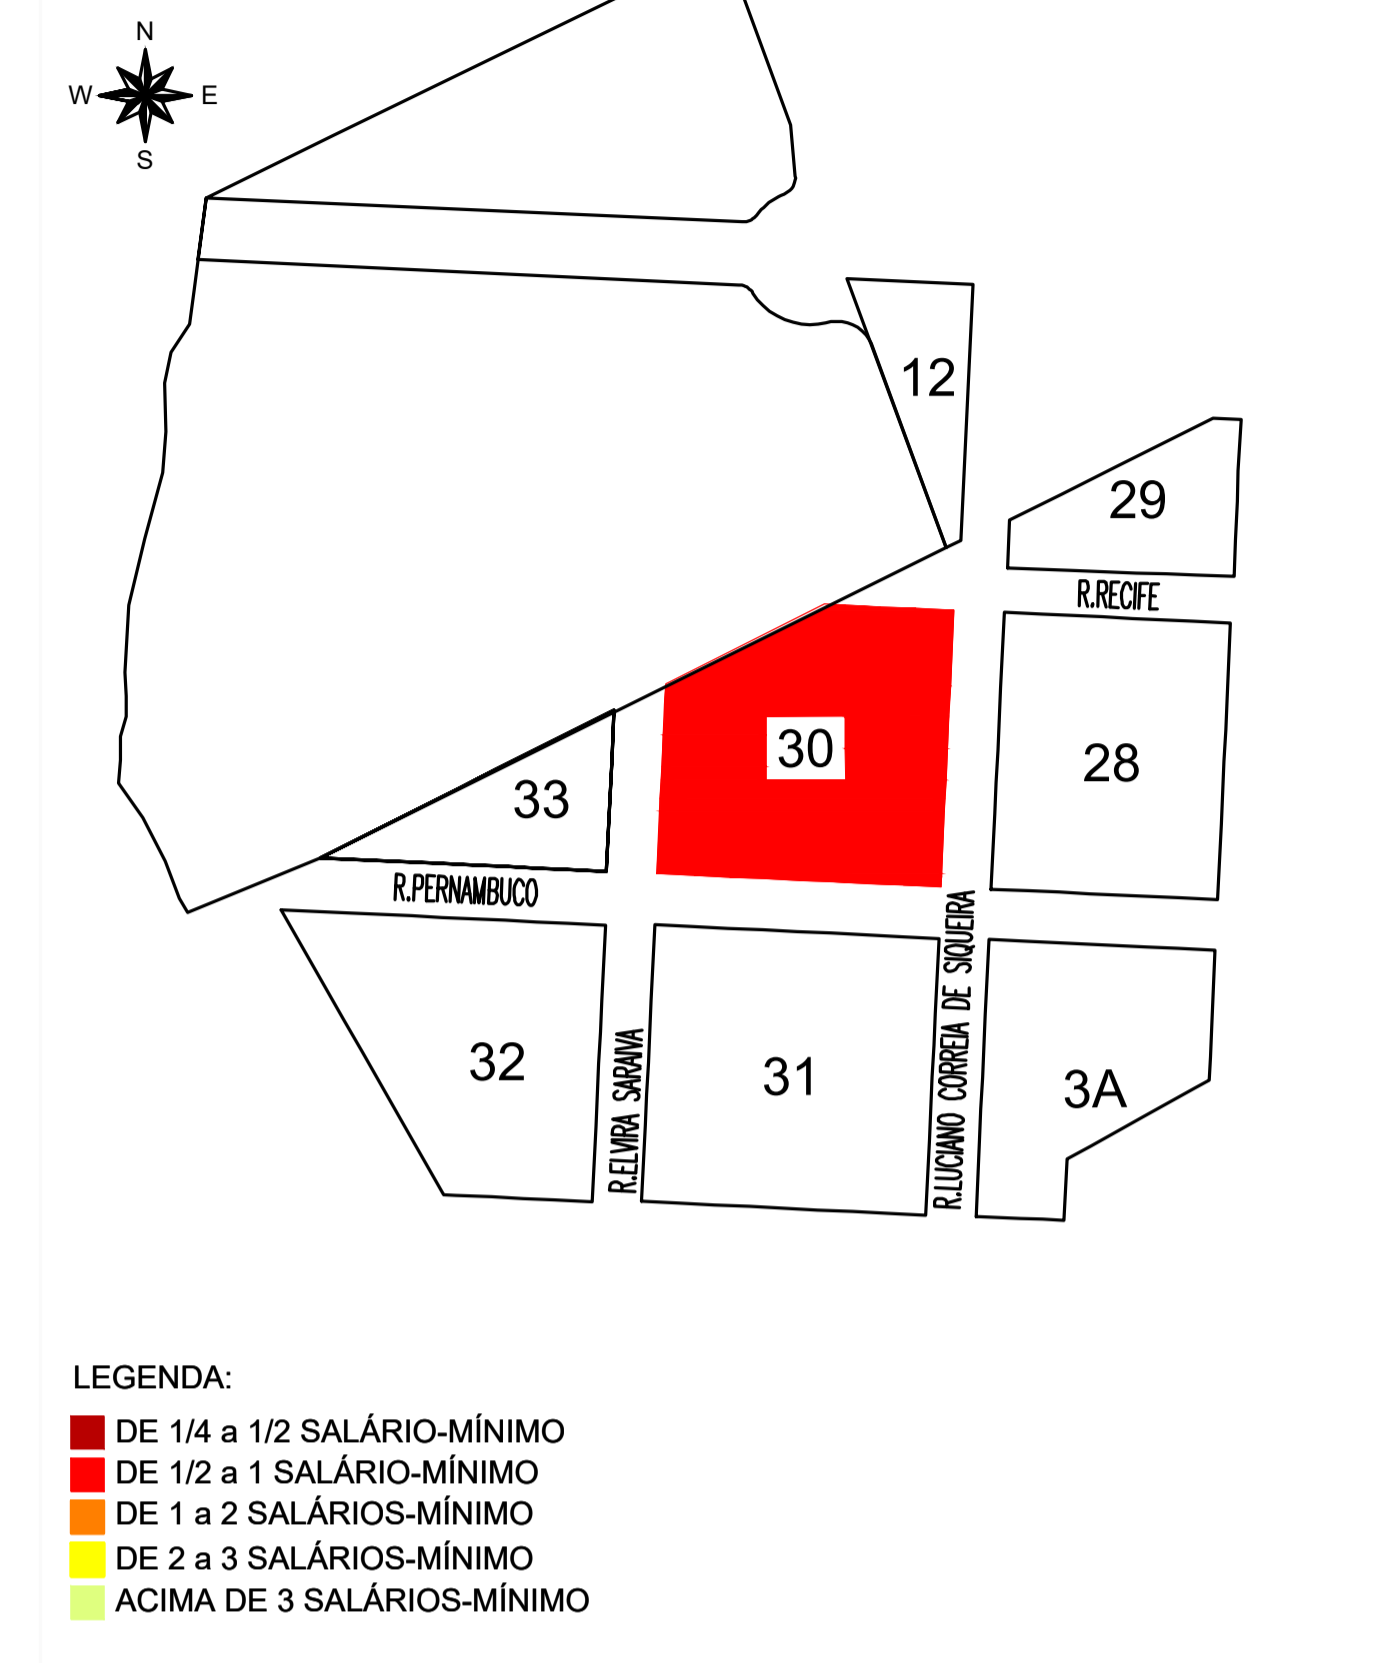 N
W E
S
12
29
R.RECIFE
30
28
33
R.PERNAMBUCO
32
R.ELVIRA SARAIVA
31
R.LUCIANO CORREIA DE SIQUEIRA
3A
LEGENDA:
DE 1/4 a 1/2 SALÁRIO-MÍNIMO
DE 1/2 a 1 SALÁRIO-MÍNIMO
DE 1 a 2 SALÁRIOS-MÍNIMO
DE 2 a 3 SALÁRIOS-MÍNIMO
ACIMA DE 3 SALÁRIOS-MÍNIMO